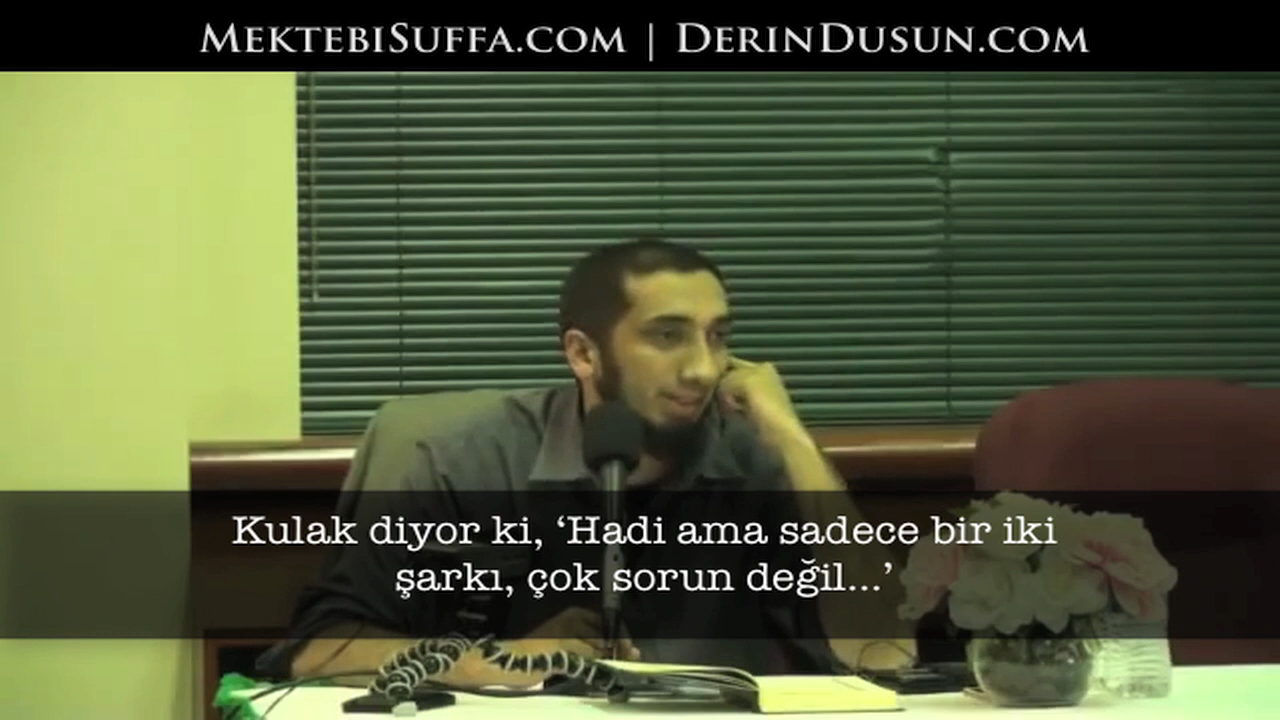 MektebiSuffa.com | DerinDusun.com
Kulak diyor ki, ‘Hadi ama sadece bir iki
şarkı, çok sorun değil...’